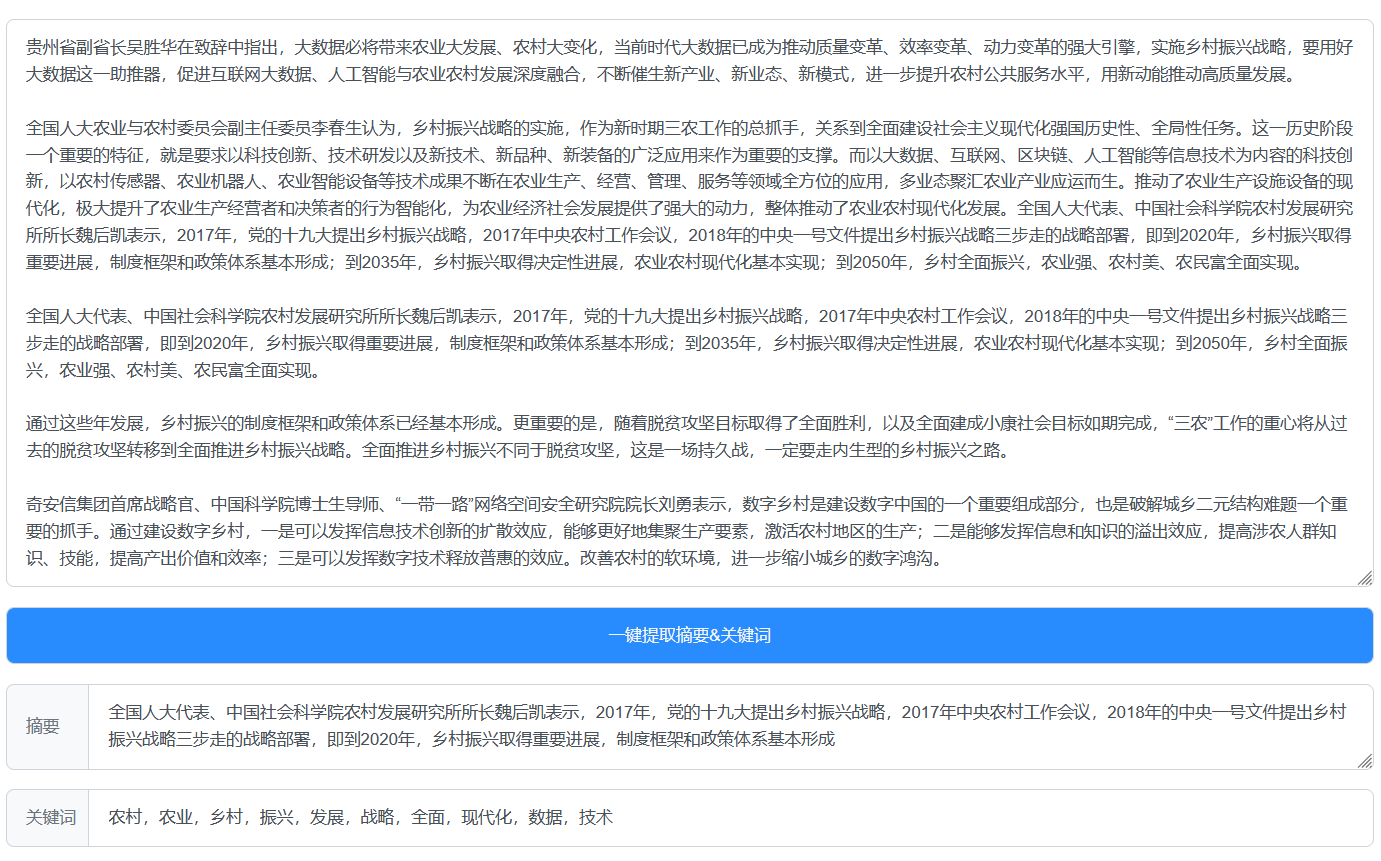 贵州省副省长吴胜华在致辞中指出，大数据必将带来农业大发展、农村大变化，当前时代大数据已成为推动质量变革、效率变革、动力变革的强大引擎，实施乡村振兴战略，要用好
大数据这一助推器，促进互联网大数据、人工智能与农业农村发展深度融合，不断催生新产业、新业态、新模式，进一步提升农村公共服务水平，用新动能推动高质量发展。
全国人大农业与农村委员会副主任委员李春生认为，乡村振兴战略的实施，作为新时期三农工作的总抓手，关系到全面建设社会主义现代化强国历史性、全局性任务。这一历史阶段
一个重要的特征，就是要求以科技创新、技术研发以及新技术、新品种、新装备的广泛应用来作为重要的支撑。而以大数据、互联网、区块链、人工智能等信息技术为内容的科技创
新，以农村传感器、农业机器人、农业智能设备等技术成果不断在农业生产、经营、管理、服务等领域全方位的应用，多业态聚汇农业产业应运而生。推动了农业生产设施设备的现
代化，极大提升了农业生产经营者和决策者的行为智能化，为农业经济社会发展提供了强大的动力，整体推动了农业农村现代化发展。全国人大代表、中国社会科学院农村发展研究
所所长魏后凯表示，2017年，党的十九大提出乡村振兴战略，2017年中央农村工作会议，2018年的中央一号文件提出乡村振兴战略三步走的战略部署，即到2020年，乡村振兴取得
重要进展，制度框架和政策体系基本形成；到2035年，乡村振兴取得决定性进展，农业农村现代化基本实现；到2050年，乡村全面振兴，农业强、农村美、农民富全面实现。
全国人大代表、中国社会科学院农村发展研究所所长魏后凯表示，2017年，党的十九大提出乡村振兴战略，2017年中央农村工作会议，2018年的中央一号文件提出乡村振兴战略三
步走的战略部署，即到2020年，乡村振兴取得重要进展，制度框架和政策体系基本形成；到2035年，乡村振兴取得决定性进展，农业农村现代化基本实现；到2050年，乡村全面振
兴，农业强、农村美、农民富全面实现。
通过这些年发展，乡村振兴的制度框架和政策体系已经基本形成。更重要的是，随着脱贫攻坚目标取得了全面胜利，以及全面建成小康社会目标如期完成，“三农”工作的重心将从过
去的脱贫攻坚转移到全面推进乡村振兴战略。全面推进乡村振兴不同于脱贫攻坚，这是一场持久战，一定要走内生型的乡村振兴之路。
奇安信集团首席战略官、中国科学院博士生导师、“一带一路”网络空间安全研究院院长刘勇表示，数字乡村是建设数字中国的一个重要组成部分，也是破解城乡二元结构难题一个重
要的抓手。通过建设数字乡村，一是可以发挥信息技术创新的扩散效应，能够更好地集聚生产要素，激活农村地区的生产；二是能够发挥信息和知识的溢出效应，提高涉农人群知
识、技能，提高产出价值和效率；三是可以发挥数字技术释放普惠的效应。改善农村的软环境，进一步缩小城乡的数字鸿沟。
一键提取摘要&关键词
摘要
全国人大代表、中国社会科学院农村发展研究所所长魏后凯表示，2017年，党的十九大提出乡村振兴战略，2017年中央农村工作会议，2018年的中央一号文件提出乡村
振兴战略三步走的战略部署，即到2020年，乡村振兴取得重要进展，制度框架和政策体系基本形成
关键词
农村，农业，乡村，振兴，发展，战略，全面，现代化，数据，技术